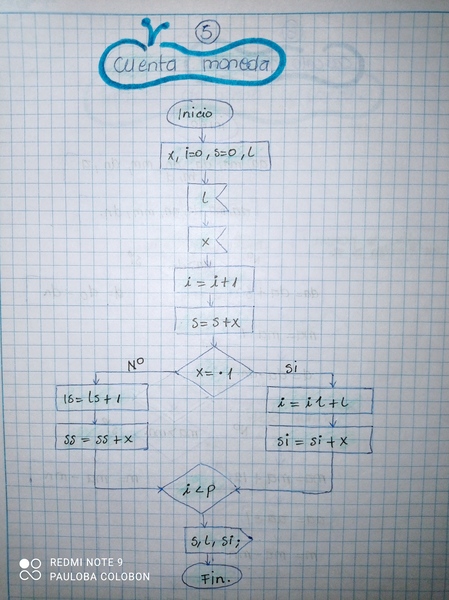 5
Cuenta moneda
Inicio
x, i=0, s=0, l
l
x
i = i+1
s = s+x
x= ·1
Nº
si
ls = ls + 1
i = i l + l
ss = ss + x
si = si + x
i < p
s, l, si;
Fin.
REDMI NOTE 9
PAULOBA COLOBON